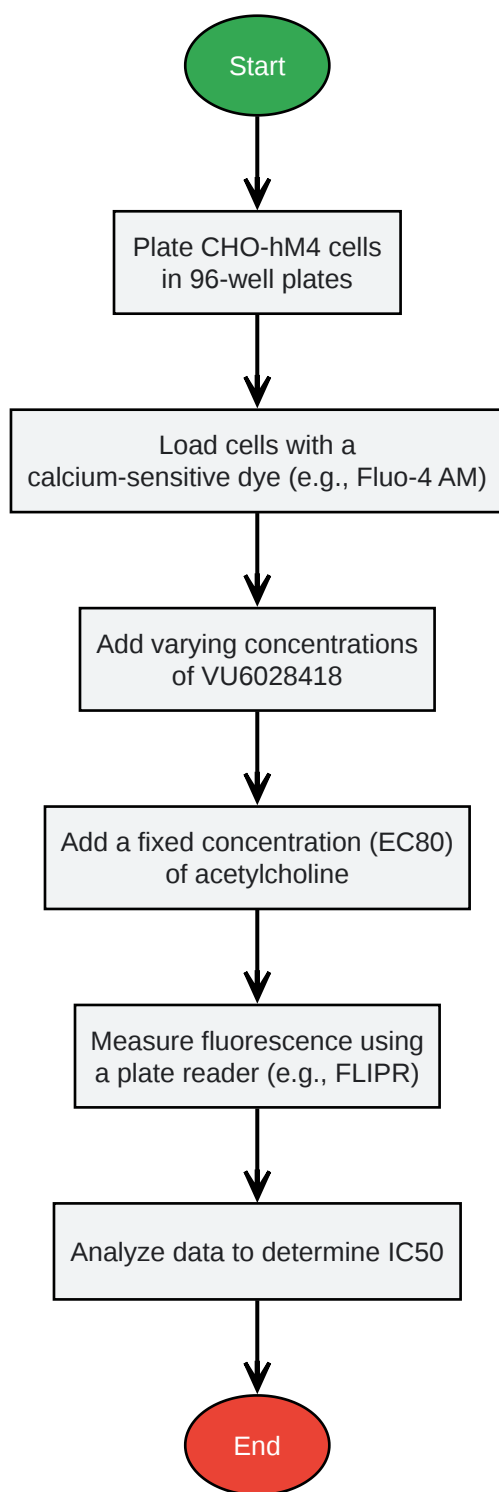 Start
Plate CHO-hM4 cells
in 96-well plates
Load cells with a
calcium-sensitive dye (e.g., Fluo-4 AM)
Add varying concentrations
of VU6028418
Add a fixed concentration (EC80)
of acetylcholine
Measure fluorescence using
a plate reader (e.g., FLIPR)
Analyze data to determine IC50
End